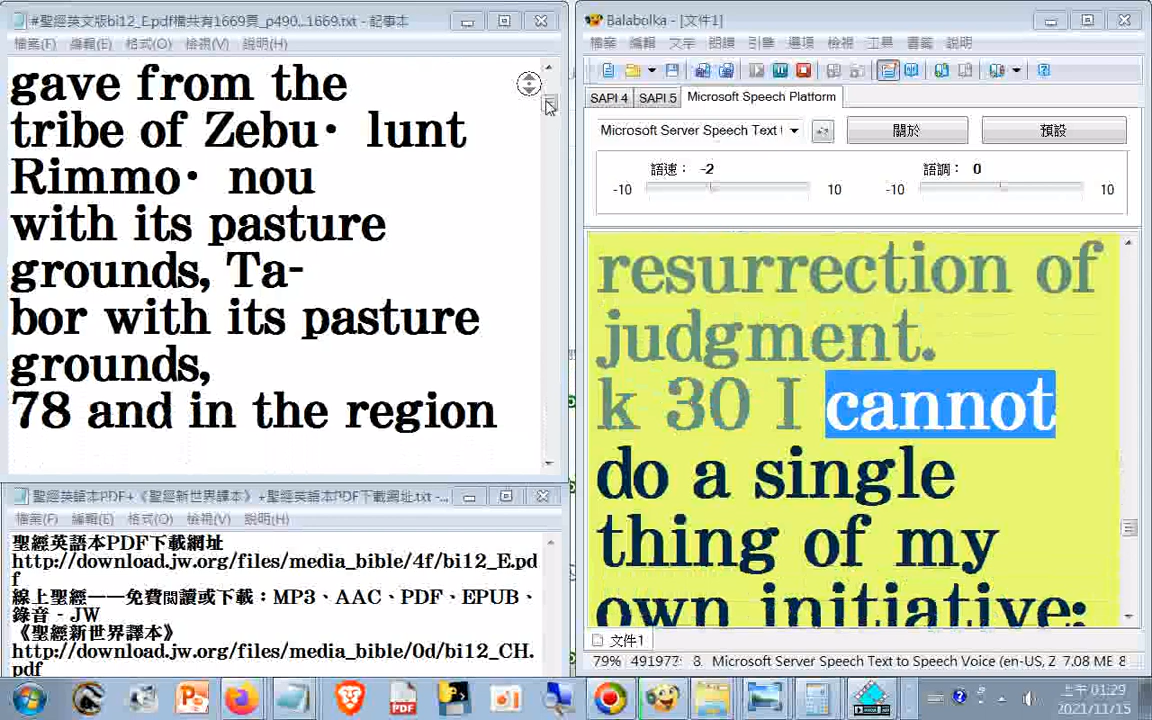 #聖經英文版bi12_E.pdf檔共有1669頁_p490,..1669.txt - 記事本
檔案(F) 編輯(E) 格式(O) 檢視(V) 說明(H)
gave from the
tribe of Zebu· lunt
Rimmo· nou
with its pasture
grounds, Ta-
bor with its pasture
grounds,
78 and in the region
聖經英語本PDF+《聖經新世界譯本》+聖經英語本PDF下載網址.txt - ...
檔案(F) 編輯(E) 格式(O) 檢視(V) 說明(H)
聖經英語本PDF下載網址
http://download.jw.org/files/media_bible/4f/bi12_E.pd
f
線上聖經——免費閱讀或下載：MP3、AAC、PDF、EPUB、
錄音 - JW
《聖經新世界譯本》
http://download.jw.org/files/media_bible/0d/bi12_CH.
pdf
Balabolka - [文件1]
檔案 編輯 文字 朗讀 引擎 選項 檢視 工具 書籤 說明
SAPI 4 SAPI 5 Microsoft Speech Platform
Microsoft Server Speech Text 關於 預設
語速： -2 語調： 0
-10 10 -10 10
resurrection of
judgment.
k 30 I cannot
do a single
thing of my
own initiative;
文件1
79% 491977: 8. Microsoft Server Speech Text to Speech Voice (en-US, Z 7.08 ME 8
PDF
上午 01:29
2021/11/15